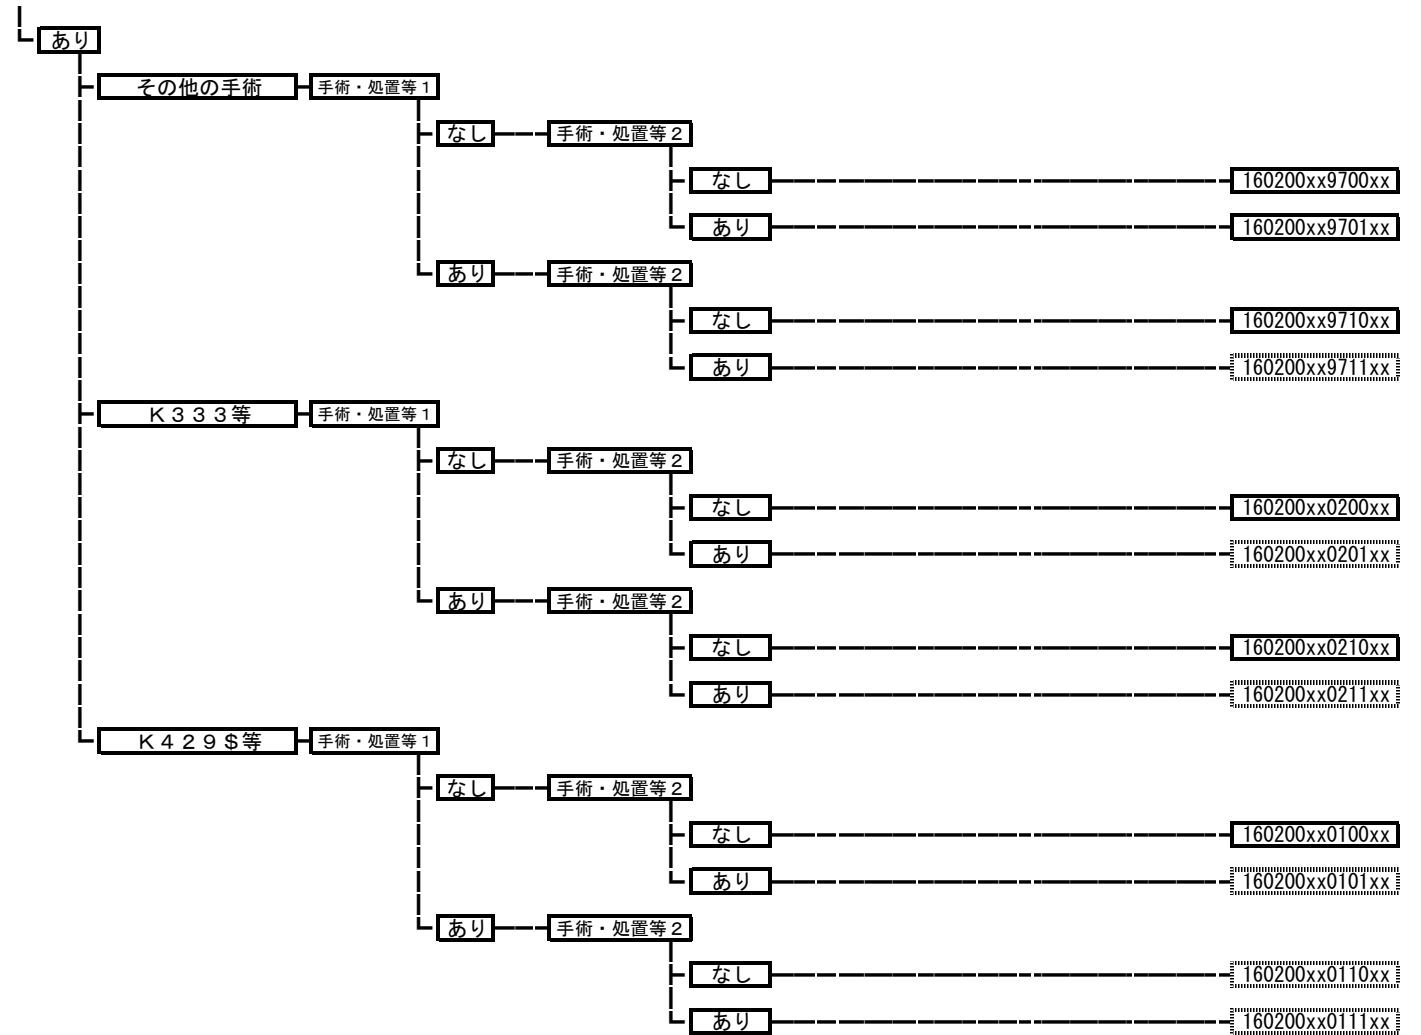 あり
その他の手術 手術・処置等1
なし 手術・処置等2
なし 160200xx9700xx
あり 160200xx9701xx
あり 手術・処置等2
なし 160200xx9710xx
あり 160200xx9711xx
K333等 手術・処置等1
なし 手術・処置等2
なし 160200xx0200xx
あり 160200xx0201xx
あり 手術・処置等2
なし 160200xx0210xx
あり 160200xx0211xx
K429$等 手術・処置等1
なし 手術・処置等2
なし 160200xx0100xx
あり 160200xx0101xx
あり 手術・処置等2
なし 160200xx0110xx
あり 160200xx0111xx